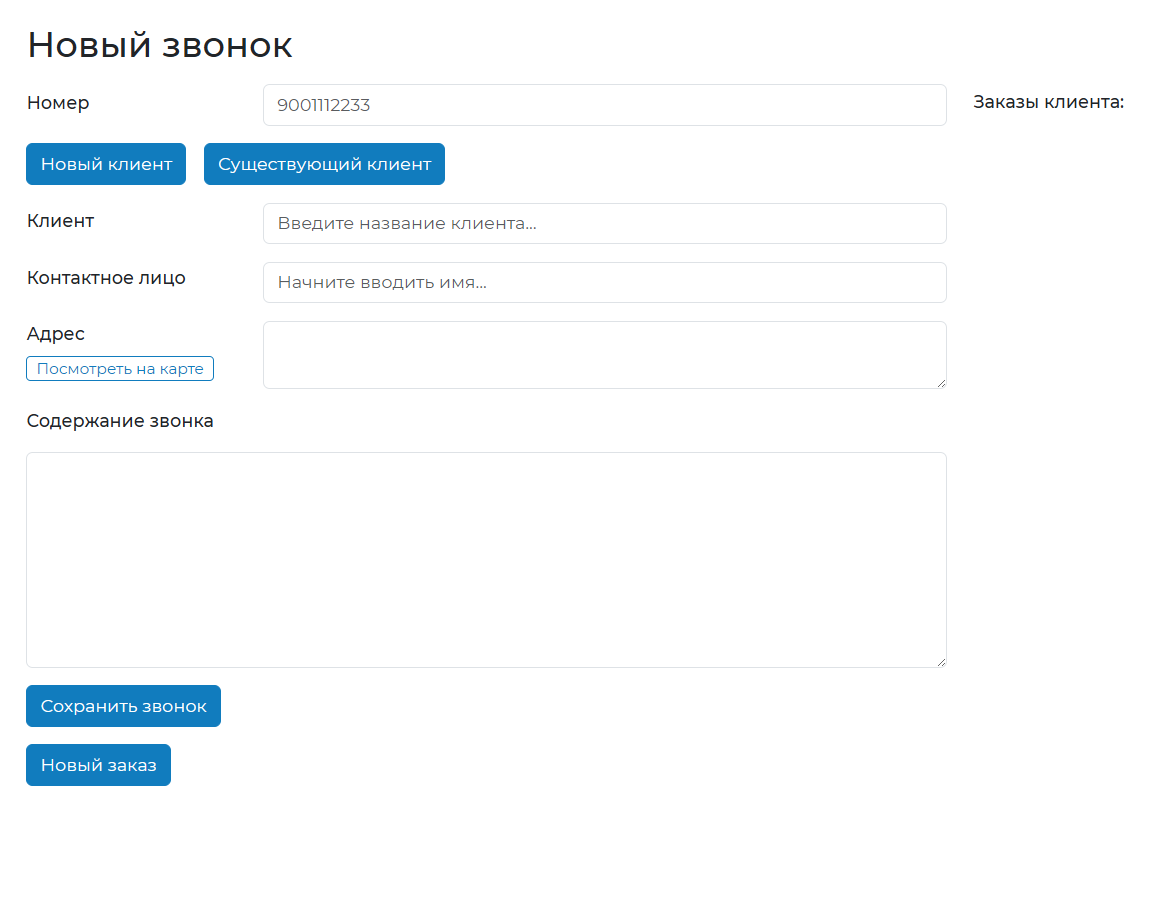 Новый звонок
Номер
9001112233
Заказы клиента:
Новый клиент
Существующий клиент
Клиент
Введите название клиента...
Контактное лицо
Начните вводить имя...
Адрес
Посмотреть на карте
Содержание звонка
Сохранить звонок
Новый заказ